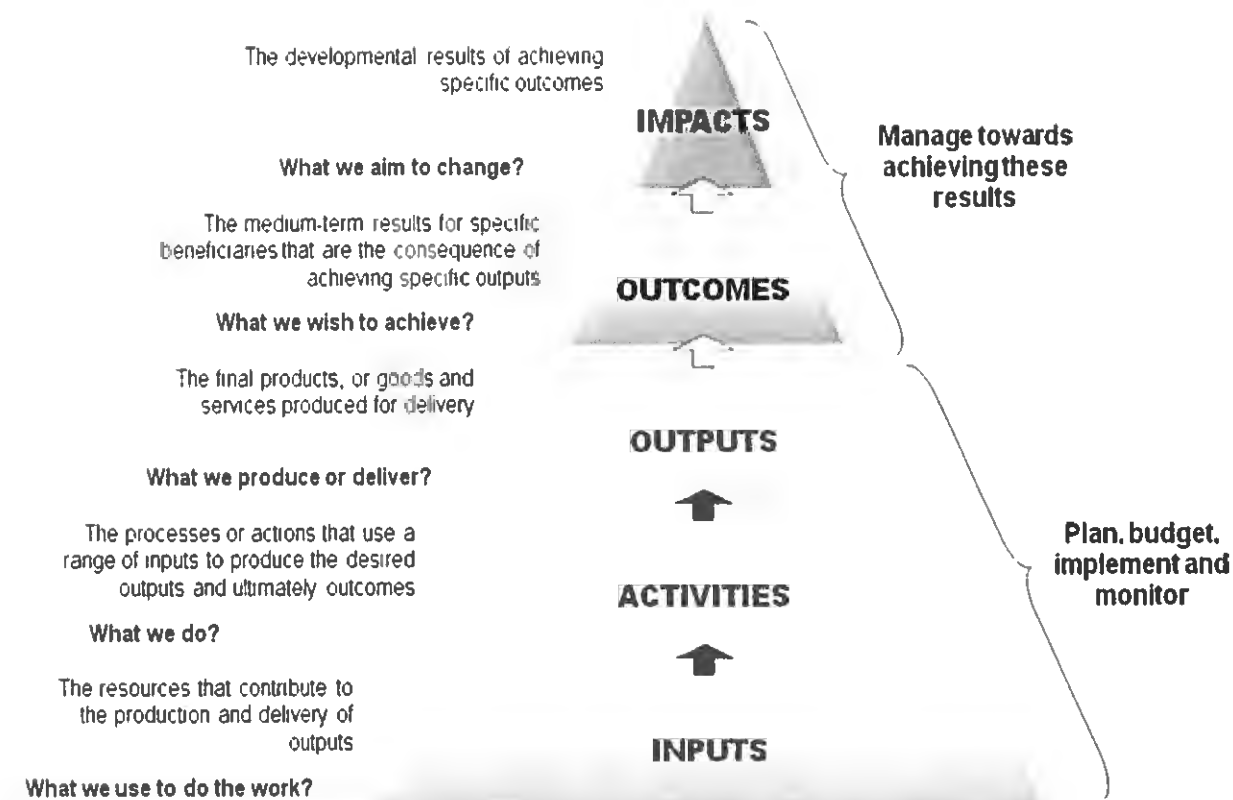 The developmental results of achieving
specific outcomes
IMPACTS
Manage towards
achieving these
results
What we aim to change?
The medium-term results for specific
beneficiaries that are the consequence of
achieving specific outputs
OUTCOMES
What we wish to achieve?
The final products, or goods and
services produced for delivery
OUTPUTS
What we produce or deliver?
The processes or actions that use a
range of inputs to produce the desired
outputs and ultimately outcomes
ACTIVITIES
Plan, budget,
implement and
monitor
What we do?
The resources that contribute to
the production and delivery of
outputs
INPUTS
What we use to do the work?